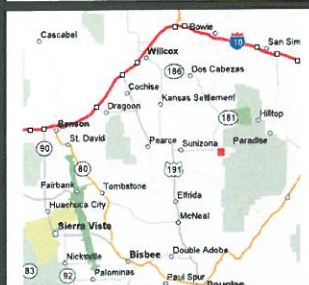 Bowie
Cascabel
10
San Sim
Willcox
186
Dos Cabezas
Cochise
Kansas Settlement
Dragoon
181
Hilltop
Benson
St. David
90
Pearce
Sunizona
Paradise
80
191
Fairbank
Tombstone
Elfrida
Huachuca City
McNeal
Sierra Vista
Bisbee
Double Adobe
Nicksville
83
92
Palominas
Paul Spur
Douglas